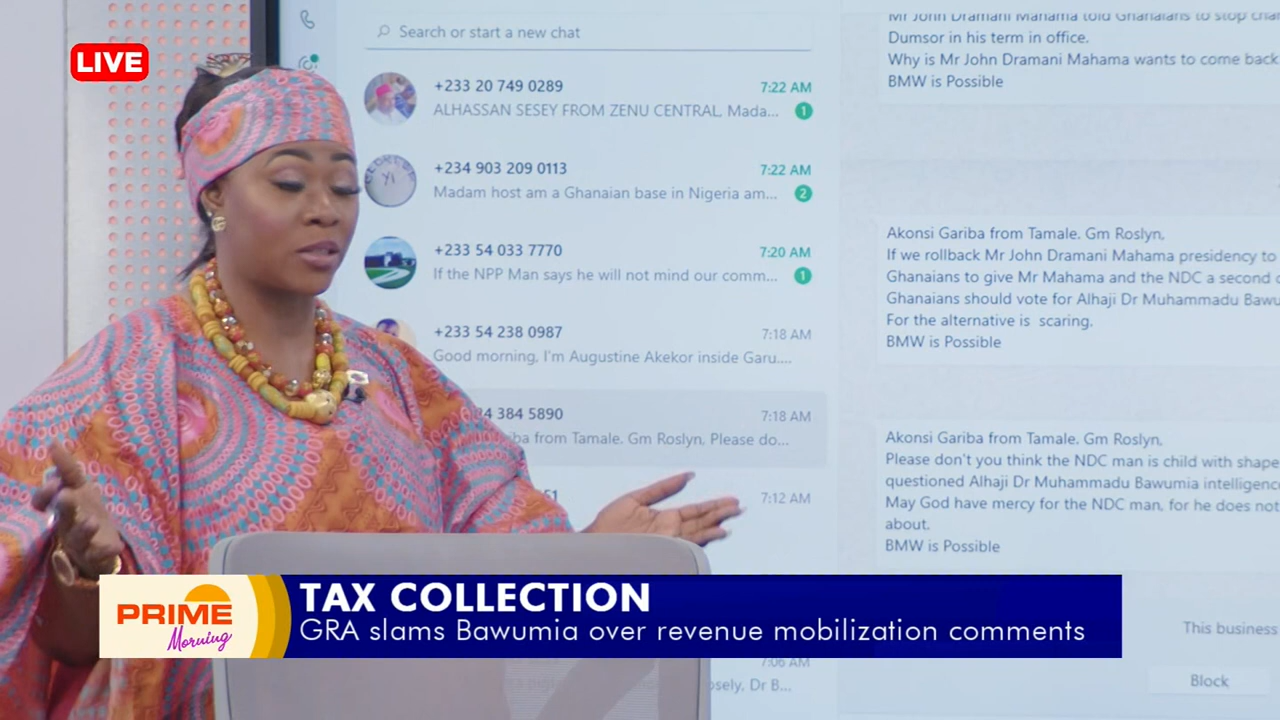 LIVE
Search or start a new chat
+233 20 749 0289
7:22 AM
ALHASSAN SESEY FROM ZENU CENTRAL, Mada...
1
+234 903 209 0113
7:22 AM
Madam host am a Ghanaian base in Nigeria am...
2
+233 54 033 7770
7:20 AM
If the NPP Man says he will not mind our comm...
1
+233 54 238 0987
7:18 AM
Good morning, I'm Augustine Akekor inside Garu....
384 5890
7:18 AM
from Tamale. Gm Roslyn, Please do...
7:12 AM
7:06 AM
Dr B...
Mr John Dramani Mahama told Ghanaians to stop
Dumsor in his term in office.
Why is Mr John Dramani Mahama wants to come back
BMW is Possible
Akonsi Gariba from Tamale. Gm Roslyn,
If we rollback Mr John Dramani Mahama presidency to
Ghanaians to give Mr Mahama and the NDC a second
Ghanaians should vote for Alhaji Dr Muhammadu
For the alternative is scaring.
BMW is Possible
Akonsi Gariba from Tamale. Gm Roslyn,
Please don't you think the NDC man is child with shape
questioned Alhaji Dr Muhammadu Bawumia intelligence
May God have mercy for the NDC man, for he does not
about.
BMW is Possible
This business
Block
PRIME
Morning
TAX COLLECTION
GRA slams Bawumia over revenue mobilization comments